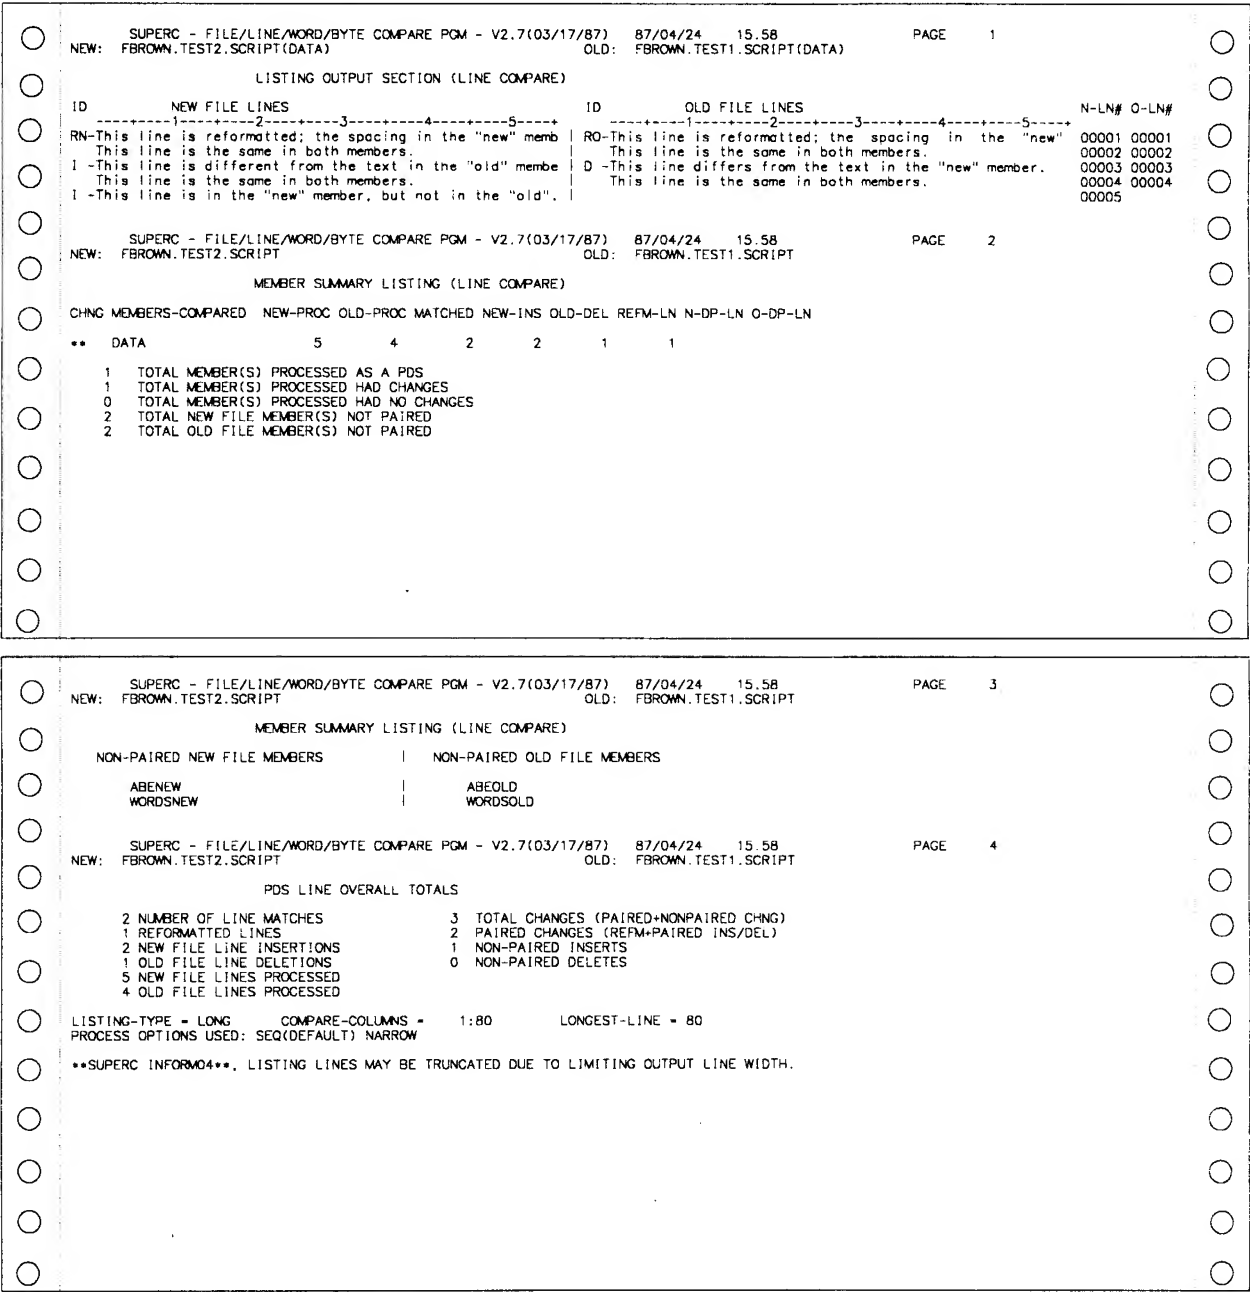 SUPERC - FILE/LINE/WORD/BYTE COMPARE PGM - V2.7(03/17/87) 87/04/24 15.58 PAGE 1
NEW: FBROWN.TEST2.SCRIPT(DATA) OLD: FBROWN.TEST1.SCRIPT(DATA)
LISTING OUTPUT SECTION (LINE COMPARE)
ID NEW FILE LINES ID OLD FILE LINES N-LN# O-LN#
----+----1----+----2----+----3----+----4----+----5----+ ----+----1----+----2----+----3----+----4----+----5----+
RN-This line is reformatted; the spacing in the "new" memb | RO-This line is reformatted; the spacing in the "new" 00001 00001
This line is the same in both members. | This line is the same in both members. 00002 00002
I -This line is different from the text in the "old" membe | D -This line differs from the text in the "new" member. 00003 00003
This line is the same in both members. | This line is the same in both members. 00004 00004
I -This line is in the "new" member, but not in the "old". | 00005
SUPERC - FILE/LINE/WORD/BYTE COMPARE PGM - V2.7(03/17/87) 87/04/24 15.58 PAGE 2
NEW: FBROWN.TEST2.SCRIPT OLD: FBROWN.TEST1.SCRIPT
MEMBER SUMMARY LISTING (LINE COMPARE)
CHNG MEMBERS-COMPARED NEW-PROC OLD-PROC MATCHED NEW-INS OLD-DEL REFM-LN N-DP-LN O-DP-LN
** DATA 5 4 2 2 1 1
1 TOTAL MEMBER(S) PROCESSED AS A PDS
1 TOTAL MEMBER(S) PROCESSED HAD CHANGES
0 TOTAL MEMBER(S) PROCESSED HAD NO CHANGES
2 TOTAL NEW FILE MEMBER(S) NOT PAIRED
2 TOTAL OLD FILE MEMBER(S) NOT PAIRED
SUPERC - FILE/LINE/WORD/BYTE COMPARE PGM - V2.7(03/17/87) 87/04/24 15.58 PAGE 3
NEW: FBROWN.TEST2.SCRIPT OLD: FBROWN.TEST1.SCRIPT
MEMBER SUMMARY LISTING (LINE COMPARE)
NON-PAIRED NEW FILE MEMBERS | NON-PAIRED OLD FILE MEMBERS
ABENEW | ABEOLD
WORDSNEW | WORDSOLD
SUPERC - FILE/LINE/WORD/BYTE COMPARE PGM - V2.7(03/17/87) 87/04/24 15.58 PAGE 4
NEW: FBROWN.TEST2.SCRIPT OLD: FBROWN.TEST1.SCRIPT
PDS LINE OVERALL TOTALS
2 NUMBER OF LINE MATCHES 3 TOTAL CHANGES (PAIRED+NONPAIRED CHNG)
1 REFORMATTED LINES 2 PAIRED CHANGES (REFM+PAIRED INS/DEL)
2 NEW FILE LINE INSERTIONS 1 NON-PAIRED INSERTS
1 OLD FILE LINE DELETIONS 0 NON-PAIRED DELETES
5 NEW FILE LINES PROCESSED
4 OLD FILE LINES PROCESSED
LISTING-TYPE = LONG COMPARE-COLUMNS = 1:80 LONGEST-LINE = 80
PROCESS OPTIONS USED: SEQ(DEFAULT) NARROW
**SUPERC INFORM04**, LISTING LINES MAY BE TRUNCATED DUE TO LIMITING OUTPUT LINE WIDTH.